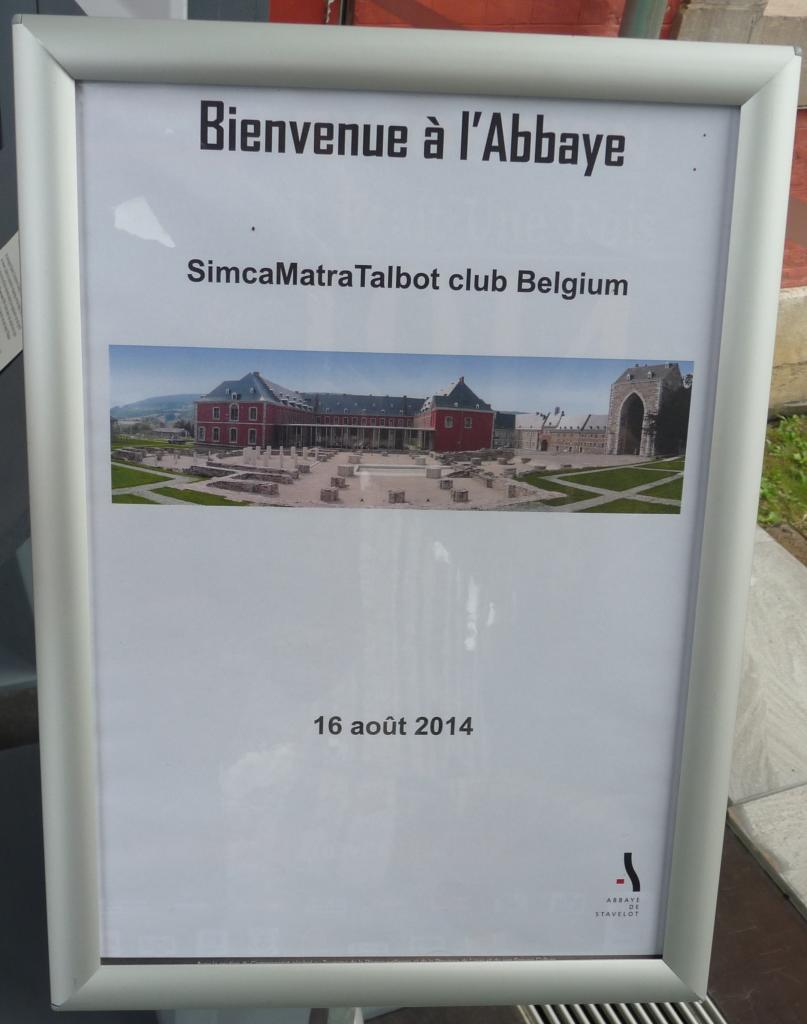 Bienvenue à l'Abbaye
SimcaMatraTalbot club Belgium
16 août 2014
ABBAYE
DE
STAVELOT